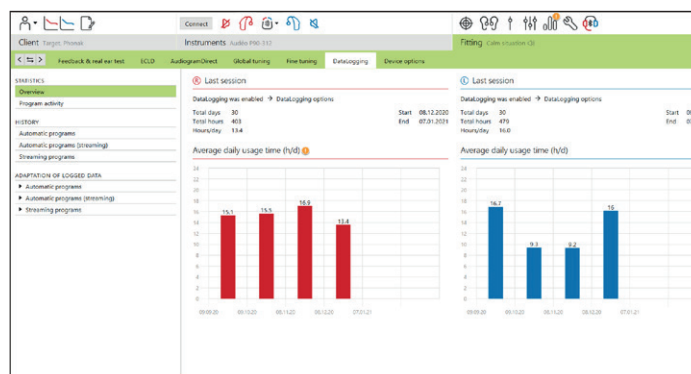 Connect
Client Target, Phonak
Instruments Audéo P90-312
Fitting Calm situation
Feedback & real ear test
ECLD
AudiogramDirect
Global tuning
Fine tuning
DataLogging
Device options
STATISTICS
Overview
Program activity
HISTORY
Automatic programs
Automatic programs (streaming)
Streaming programs
ADAPTATION OF LOGGED DATA
Automatic programs
Automatic programs (streaming)
Streaming programs
R Last session
DataLogging was enabled → DataLogging options
Total days 30 Start 08.12.2020
Total hours 403 End 07.01.2021
Hours/day 13.4
Average daily usage time (h/d)
24
22
20
18
16
14
12
10
8
6
4
2
0
15.1
15.5
16.9
13.4
09.09.20
08.10.20
08.11.20
08.12.20
07.01.21
L Last session
DataLogging was enabled → DataLogging options
Total days 30 Start
Total hours 479 End
Hours/day 16.0
Average daily usage time (h/d)
24
22
20
18
16
14
12
10
8
6
4
2
0
16.7
9.3
9.2
16
09.09.20
08.10.20
08.11.20
08.12.20
07.01.21